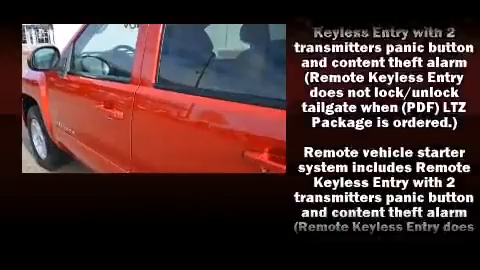 Keyless Entry with 2
transmitters panic button
and content theft alarm
(Remote Keyless Entry
does not lock/unlock
tailgate when (PDF) LTZ
Package is ordered.)
Remote vehicle starter
system includes Remote
Keyless Entry with 2
transmitters panic button
and content theft alarm
(Remote Keyless Entry does